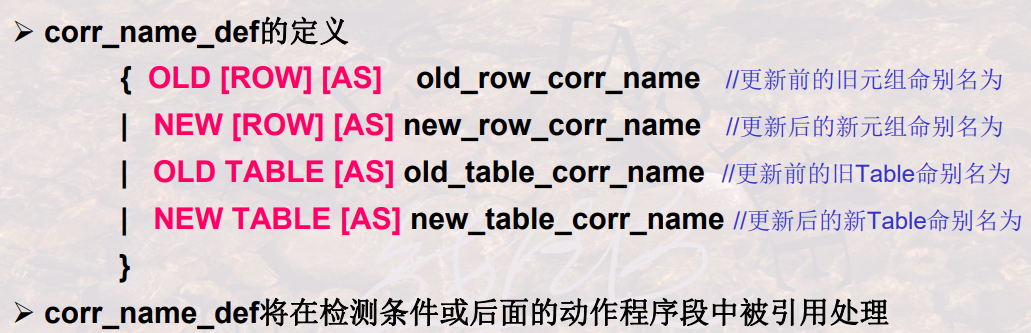 ➢ corr_name_def的定义
{ OLD [ROW] [AS] old_row_corr_name //更新前的旧元组命别名为
| NEW [ROW] [AS] new_row_corr_name //更新后的新元组命别名为
| OLD TABLE [AS] old_table_corr_name //更新前的旧Table命别名为
| NEW TABLE [AS] new_table_corr_name //更新后的新Table命别名为
}
➢ corr_name_def将在检测条件或后面的动作程序段中被引用处理